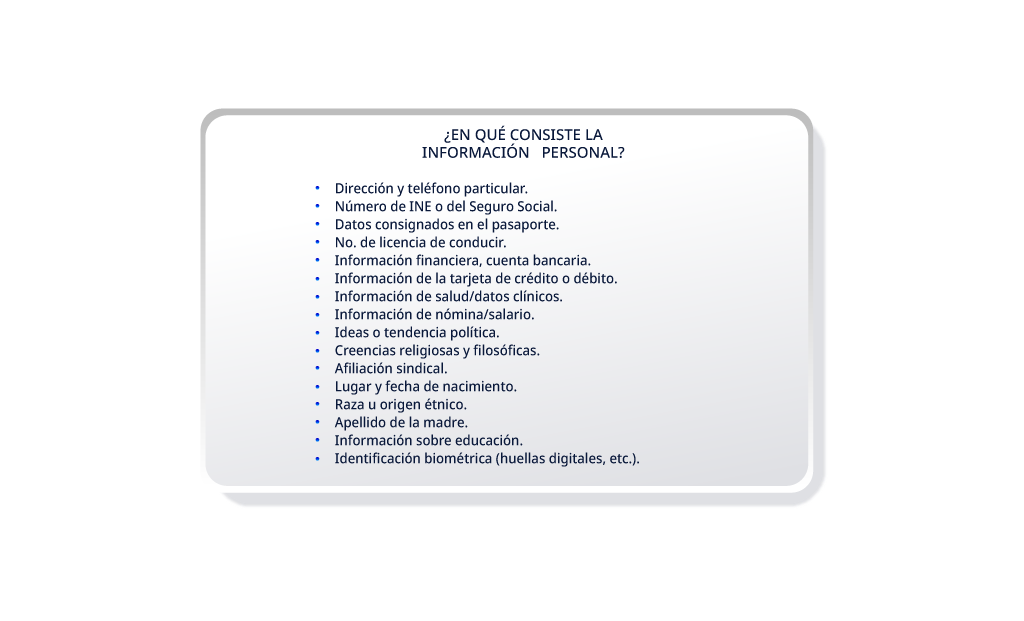 ¿EN QUÉ CONSISTE LA
INFORMACIÓN PERSONAL?
• Dirección y teléfono particular.
• Número de INE o del Seguro Social.
• Datos consignados en el pasaporte.
• No. de licencia de conducir.
• Información financiera, cuenta bancaria.
• Información de la tarjeta de crédito o débito.
• Información de salud/datos clínicos.
• Información de nómina/salario.
• Ideas o tendencia política.
• Creencias religiosas y filosóficas.
• Afiliación sindical.
• Lugar y fecha de nacimiento.
• Raza u origen étnico.
• Apellido de la madre.
• Información sobre educación.
• Identificación biométrica (huellas digitales, etc.).